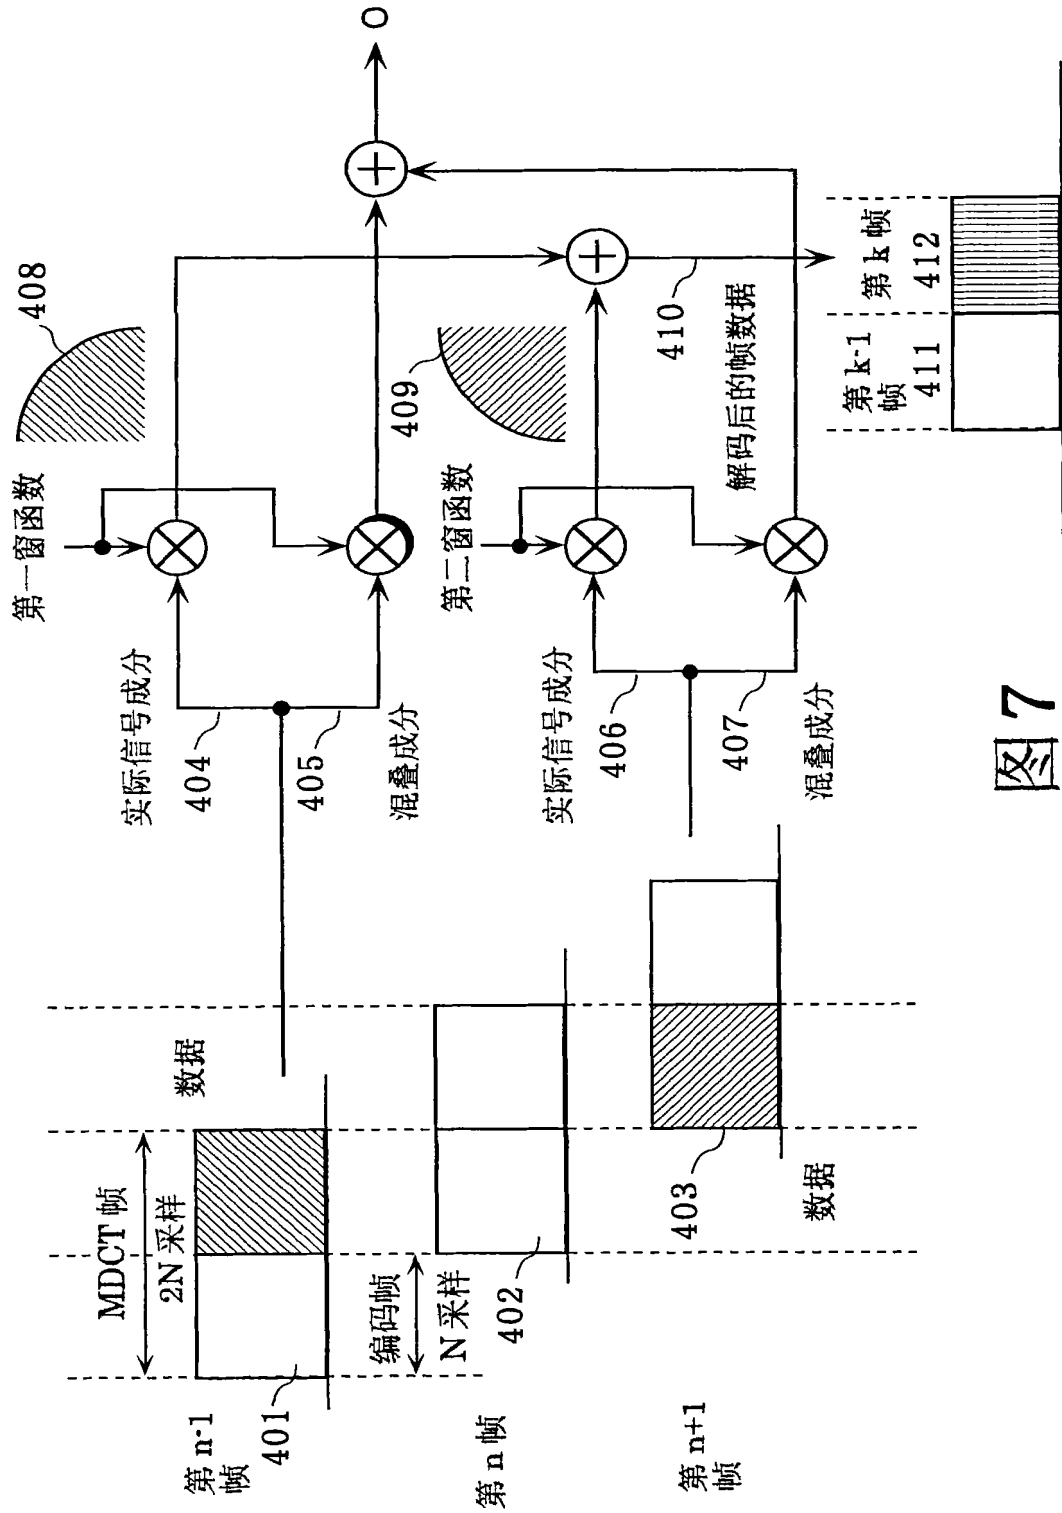 MDCT 帧
2N 采样
数据
第 n-1
帧
401
编码帧
N 采样
第 n 帧
402
第 n+1
帧
403
数据
第一窗函数
408
实际信号成分
404
405
混叠成分
0
第二窗函数
409
实际信号成分
406
407
混叠成分
410
解码后的帧数据
第 k-1
帧
411
第 k 帧
412
图 7